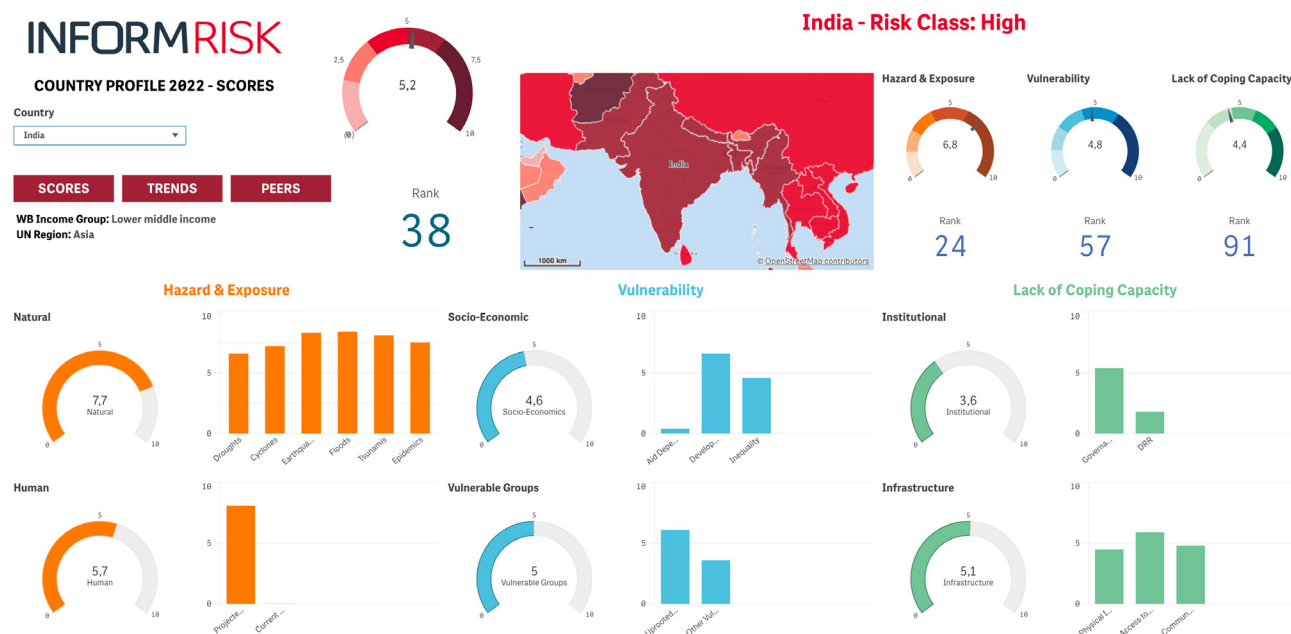 INFORMRISK
COUNTRY PROFILE 2022 - SCORES
Country
India
SCORES
TRENDS
PEERS
WB Income Group: Lower middle income
UN Region: Asia
5
2,5
7,5
5,2
(0)
10
Rank
38
India - Risk Class: High
India
1000 km
© OpenStreetMap contributors
Hazard & Exposure
5
6,8
0
10
Rank
24
Vulnerability
5
4,8
0
10
Rank
57
Lack of Coping Capacity
5
4,4
0
10
Rank
91
Hazard & Exposure
Natural
5
7,7
Natural
0
10
10
5
0
Droughts
Cyclones
Earthqua...
Floods
Tsunamis
Epidemics
Human
5
5,7
Human
0
10
10
5
0
Projecte...
Current ...
Vulnerability
Socio-Economic
5
4,6
Socio-Economics
0
10
10
5
0
Aid Depe...
Develop...
Inequality
Vulnerable Groups
5
5
Vulnerable Groups
0
10
10
5
0
Uprooted...
Other Vul...
Lack of Coping Capacity
Institutional
5
3,6
Institutional
0
10
10
5
0
Governa...
DRR
Infrastructure
5
5,1
Infrastructure
0
10
10
5
0
Physical I...
Access to...
Commun...